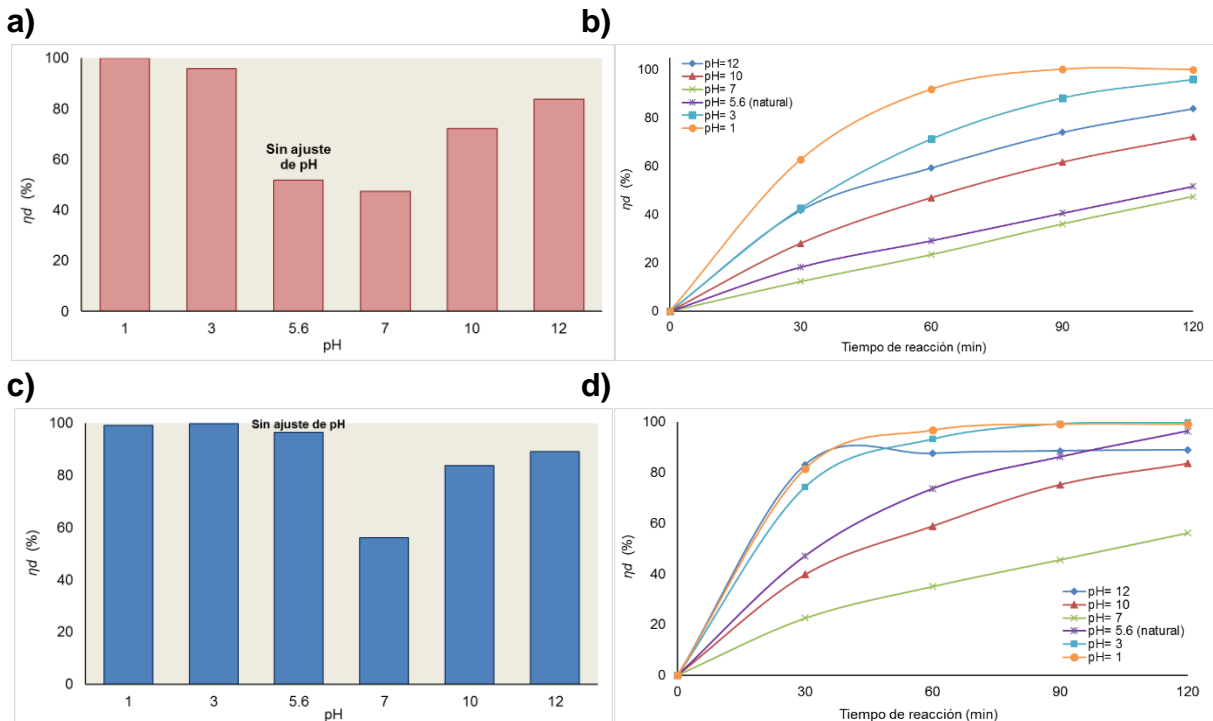 a)
100
80
60
40
20
0
ηd (%)
Sin ajuste
de pH
1 3 5.6 7 10 12
pH
b)
pH=12
pH= 10
pH= 7
pH= 5.6 (natural)
pH= 3
pH= 1
100
80
60
40
20
0
ηd (%)
0 30 60 90 120
Tiempo de reacción (min)
c)
100
80
60
40
20
0
ηd (%)
Sin ajuste de pH
1 3 5.6 7 10 12
pH
d)
100
80
60
40
20
0
ηd (%)
pH= 12
pH= 10
pH= 7
pH= 5.6 (natural)
pH= 3
pH= 1
0 30 60 90 120
Tiempo de reacción (min)